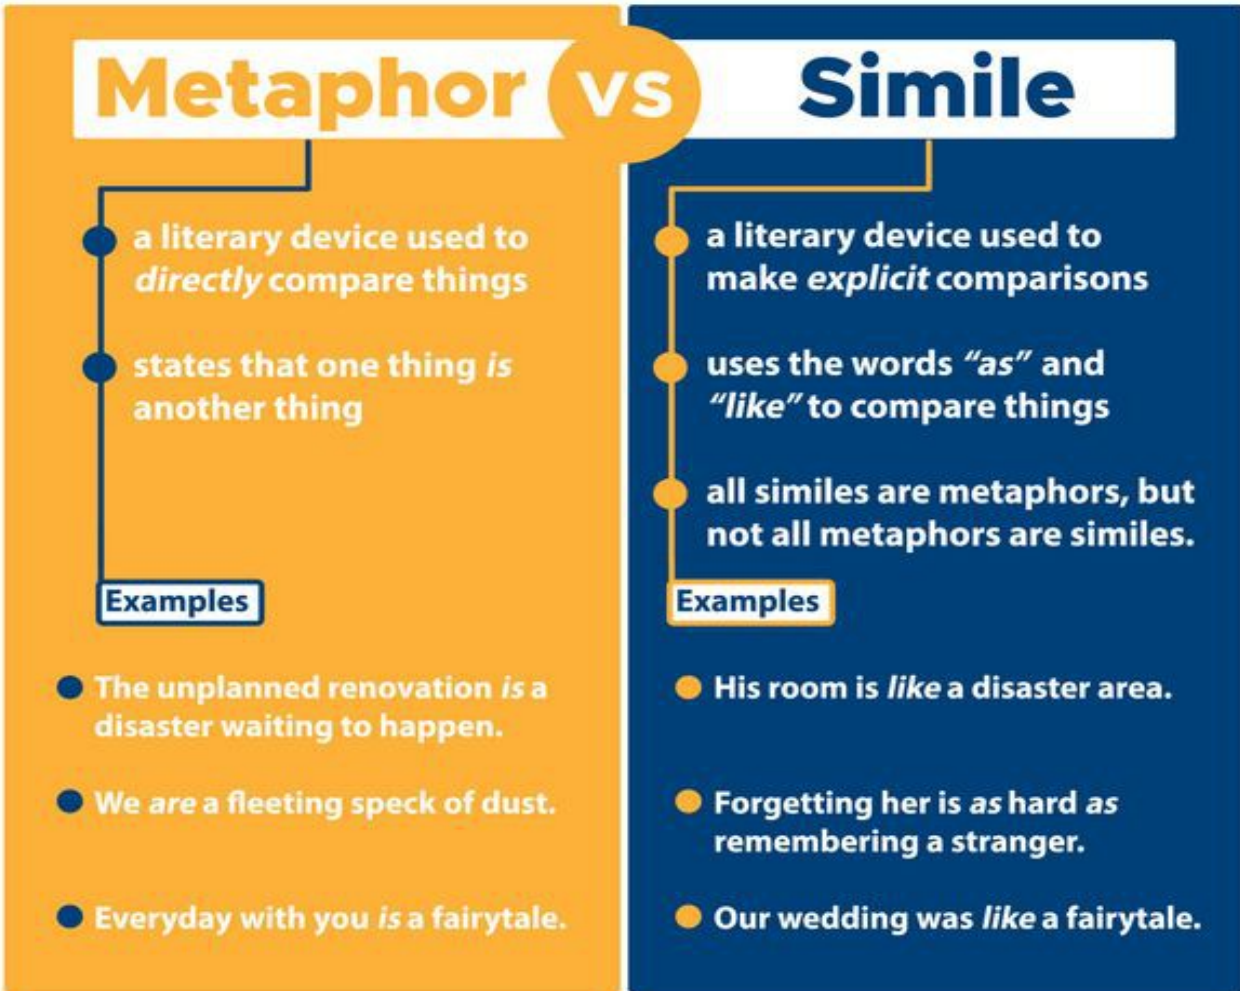 Metaphor vs Simile
a literary device used to
directly compare things
states that one thing is
another thing
Examples
The unplanned renovation is a
disaster waiting to happen.
We are a fleeting speck of dust.
Everyday with you is a fairytale.
a literary device used to
make explicit comparisons
uses the words “as” and
“like” to compare things
all similes are metaphors, but
not all metaphors are similes.
Examples
His room is like a disaster area.
Forgetting her is as hard as
remembering a stranger.
Our wedding was like a fairytale.